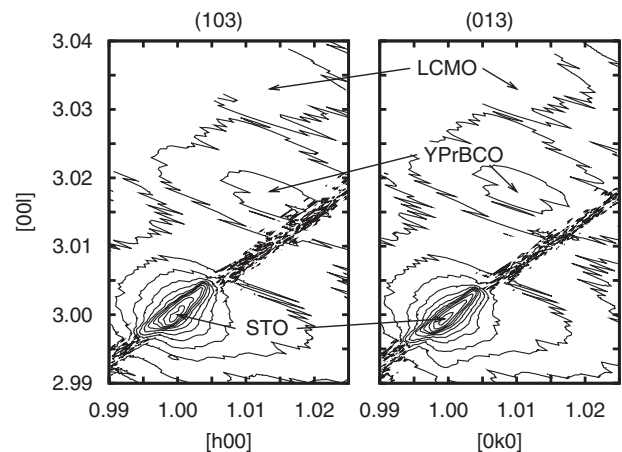 (103)
(013)
3.04
3.03
3.02
3.01
3.00
2.99
[00l]
LCMO
YPrBCO
STO
0.99 1.00 1.01 1.02
0.99 1.00 1.01 1.02
[h00]
[0k0]